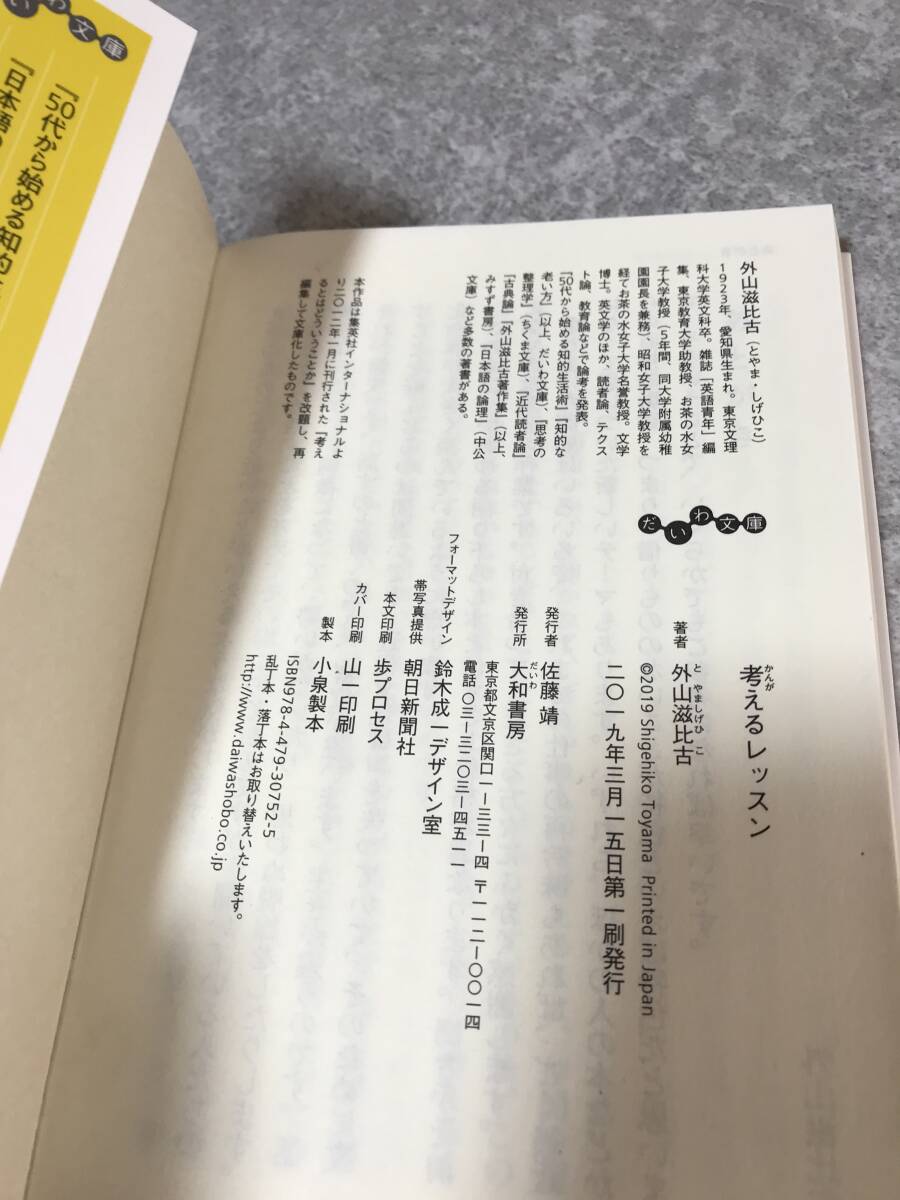 外山滋比古（とやま・しげひこ）
1923年、愛知県生まれ。東京文理
科大学英文科卒。雑誌『英語青年』編
集、東京教育大学助教授、お茶の水女
子大学教授（5年間、同大学附属幼稚
園園長を兼務）、昭和女子大学教授を
経てお茶の水女子大学名誉教授。文学
博士。英文学のほか、読者論、テクス
ト論、教育論などで論考を発表。
『50代から始める知的生活術』『知的な
老い方』（以上、だいわ文庫）、『思考の
整理学』（ちくま文庫）、『近代読者論』
『古典論』『外山滋比古著作集』（以上、
みすず書房）、『日本語の論理』（中公
文庫）など多数の著書がある。
本作品は集英社インターナショナルよ
り二〇一二年一月に刊行された『考え
るとはどういうことか』を改題し、再
編集して文庫化したものです。
だいわ文庫
考えるレッスン
かんが
著者
外山滋比古
とやましげひこ
©2019 Shigehiko Toyama Printed in Japan
二〇一九年三月一五日第一刷発行
発行者
佐藤 靖
発行所
大和書房
だいわ
東京都文京区関口一－三三－四 〒一一二－〇〇一四
電話 〇三－三二〇三－四五一一
フォーマットデザイン
鈴木成一デザイン室
帯写真提供
朝日新聞社
本文印刷
歩プロセス
カバー印刷
山一印刷
製本
小泉製本
ISBN978-4-479-30752-5
乱丁本・落丁本はお取り替えいたします。
http://www.daiwashobo.co.jp
いわ文庫
『50代から始める知的
『日本語の